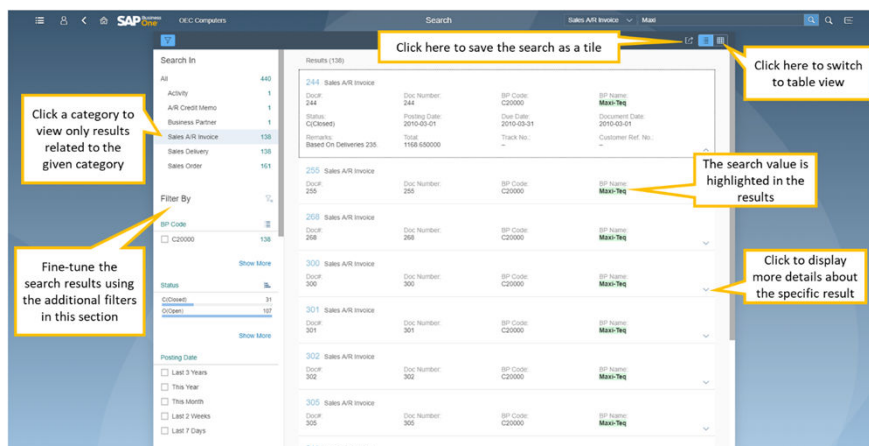 SAP Business One
OEC Computers
Search
Sales A/R Invoice
Maxi
Click here to save the search as a tile
Click here to switch
to table view
Search In
All 440
Activity 1
A/R Credit Memo 1
Business Partner 1
Sales A/R Invoice 138
Sales Delivery 138
Sales Order 161
Click a category to
view only results
related to the
given category
Filter By
BP Code
C20000 138
Show More
Fine-tune the
search results using
the additional filters
in this section
Status
C(Closed) 31
O(Open) 107
Show More
Posting Date
Last 3 Years
This Year
This Month
Last 2 Weeks
Last 7 Days
Results (138)
244 Sales A/R Invoice
Doc#: Doc Number: BP Code: BP Name:
244 244 C20000 Maxi-Teq
Status: Posting Date: Due Date: Document Date:
C(Closed) 2010-03-01 2010-03-31 2010-03-01
Remarks: Total: Track No.: Customer Ref. No.:
Based On Deliveries 235. 1168.680000 – –
255 Sales A/R Invoice
Doc#: Doc Number: BP Code: BP Name:
255 255 C20000 Maxi-Teq
The search value is
highlighted in the
results
268 Sales A/R Invoice
Doc#: Doc Number: BP Code: BP Name:
268 268 C20000 Maxi-Teq
300 Sales A/R Invoice
Doc#: Doc Number: BP Code: BP Name:
300 300 C20000 Maxi-Teq
Click to display
more details about
the specific result
301 Sales A/R Invoice
Doc#: Doc Number: BP Code: BP Name:
301 301 C20000 Maxi-Teq
302 Sales A/R Invoice
Doc#: Doc Number: BP Code: BP Name:
302 302 C20000 Maxi-Teq
305 Sales A/R Invoice
Doc#: Doc Number: BP Code: BP Name:
305 305 C20000 Maxi-Teq